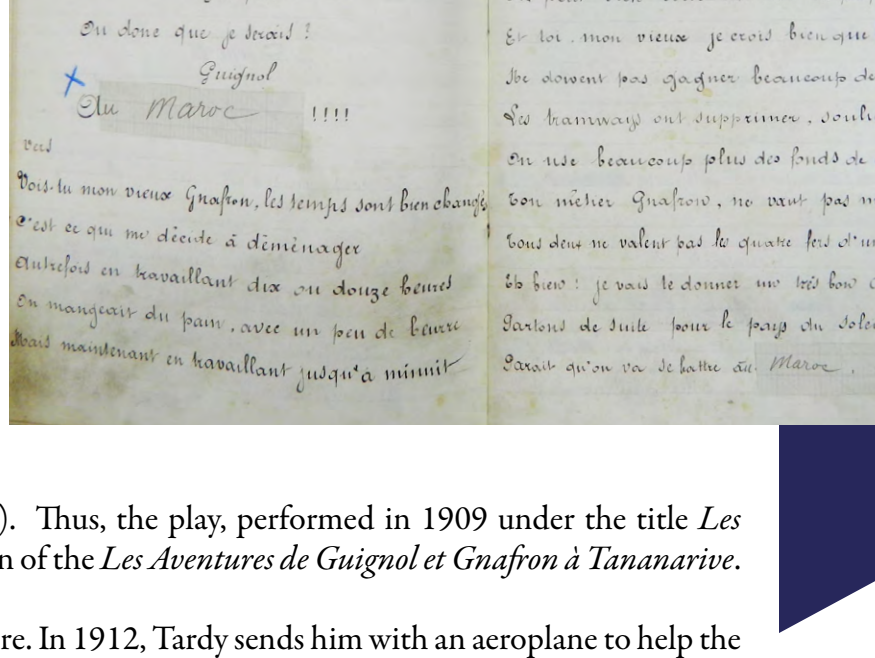 Ou donc que je serais ?
Guignol
Au Maroc !!!!
vers
Vois-tu mon vieux Gnafron, les temps sont bien changés
C'est ce qui me décide à déménager
Autrefois en travaillant dix ou douze heures
On mangeait du pain, avec un peu de beurre
Mais maintenant en travaillant jusqu'à minuit
Et toi, mon vieux je crois bien que
Ne doivent pas gagner beaucoup de
Les tramways ont supprimer, souli
On use beaucoup plus des fonds de
Ton métier Gnafron, ne vaut pas m
Tous deux ne valent pas les quatre fers d'un
Eh bien ! je vais te donner un très bon
Partons de suite pour le pays du Solei
Parait qu'on va se battre au Maroc.
). Thus, the play, performed in 1909 under the title Les
n of the Les Aventures de Guignol et Gnafron à Tananarive.
re. In 1912, Tardy sends him with an aeroplane to help the